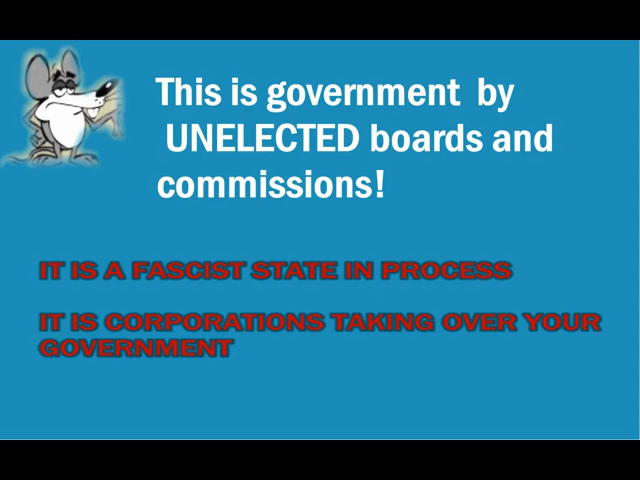 This is government by
UNELECTED boards and
commissions!
IT IS A FASCIST STATE IN PROCESS
IT IS CORPORATIONS TAKING OVER YOUR
GOVERNMENT